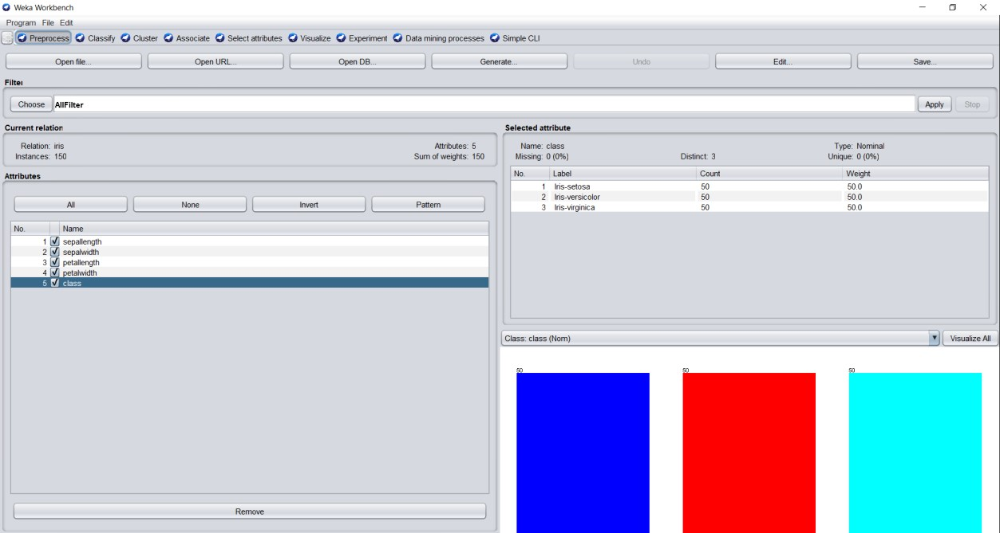 Weka Workbench
Program File Edit
Preprocess Classify Cluster Associate Select attributes Visualize Experiment Data mining processes Simple CLI
Open file... Open URL... Open DB... Generate... Undo Edit... Save...
Filter
Choose AllFilter Apply Stop
Current relation
Relation: iris Attributes: 5
Instances: 150 Sum of weights: 150
Attributes
All None Invert Pattern
No. Name
1 sepallength
2 sepalwidth
3 petallength
4 petalwidth
5 class
Remove
Selected attribute
Name: class Type: Nominal
Missing: 0 (0%) Distinct: 3 Unique: 0 (0%)
No. Label Count Weight
1 Iris-setosa 50 50.0
2 Iris-versicolor 50 50.0
3 Iris-virginica 50 50.0
Class: class (Nom) Visualize All
50 50 50